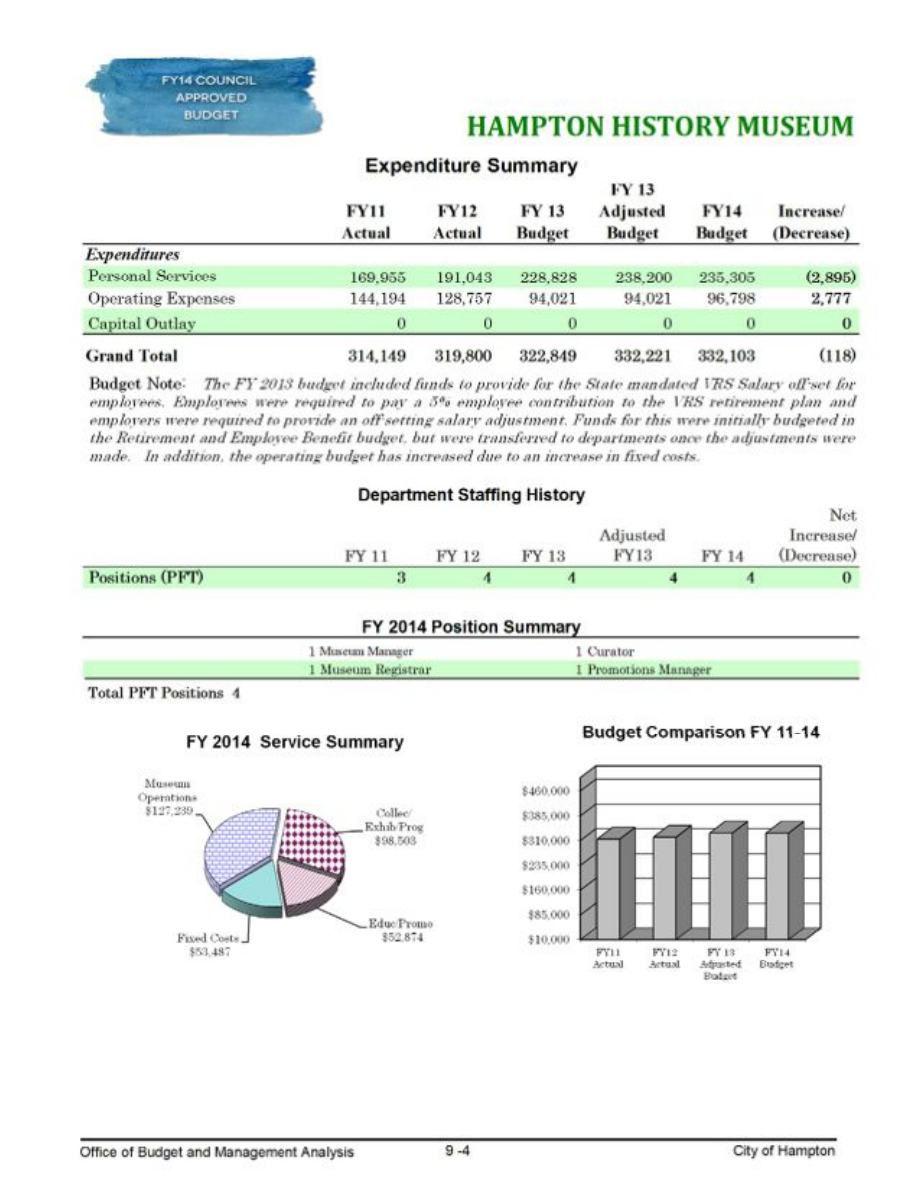 FY14 COUNCIL
APPROVED
BUDGET
HAMPTON HISTORY MUSEUM
Expenditure Summary
FY 13
FY11 FY12 FY 13 Adjusted FY14 Increase/
Actual Actual Budget Budget Budget (Decrease)
Expenditures
Personal Services 169,955 191,043 228,828 238,200 235,305 (2,895)
Operating Expenses 144,194 128,757 94,021 94,021 96,798 2,777
Capital Outlay 0 0 0 0 0 0
Grand Total 314,149 319,800 322,849 332,221 332,103 (118)
Budget Note: The FY 2013 budget included funds to provide for the State mandated VRS Salary off-set for
employees. Employees were required to pay a 5% employee contribution to the VRS retirement plan and
employers were required to provide an off setting salary adjustment. Funds for this were initially budgeted in
the Retirement and Employee Benefit budget, but were transferred to departments once the adjustments were
made. In addition, the operating budget has increased due to an increase in fixed costs.
Department Staffing History
Net
Adjusted Increase/
FY 11 FY 12 FY 13 FY13 FY 14 (Decrease)
Positions (PFT) 3 4 4 4 4 0
FY 2014 Position Summary
1 Museum Manager 1 Curator
1 Museum Registrar 1 Promotions Manager
Total PFT Positions 4
FY 2014 Service Summary
Museum
Operations
$127,239
Collec/
Exhib/Prog
$98,503
Educ/Promo
$52,874
Fixed Costs
$53,487
Budget Comparison FY 11-14
$460,000
$385,000
$310,000
$235,000
$160,000
$85,000
$10,000
FY11 FY12 FY 13 FY14
Actual Actual Adjusted Budget
Budget
Office of Budget and Management Analysis 9 -4 City of Hampton